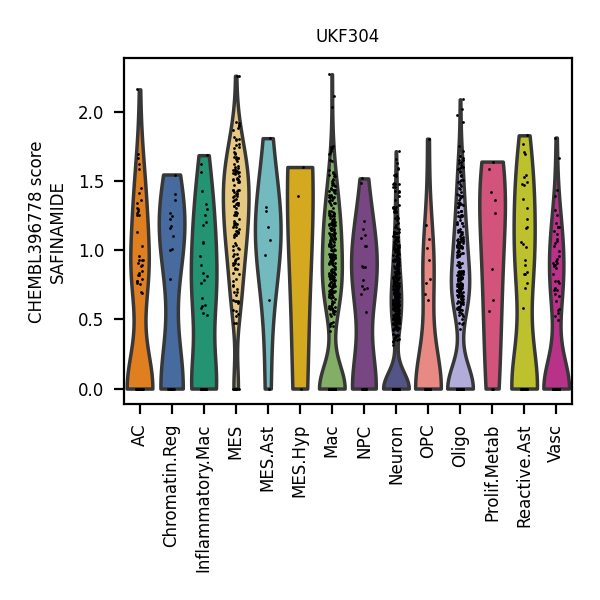 UKF304
CHEMBL396778 score
SAFINAMIDE
2.0
1.5
1.0
0.5
0.0
AC
Chromatin.Reg
Inflammatory.Mac
MES
MES.Ast
MES.Hyp
Mac
NPC
Neuron
OPC
Oligo
Prolif.Metab
Reactive.Ast
Vasc